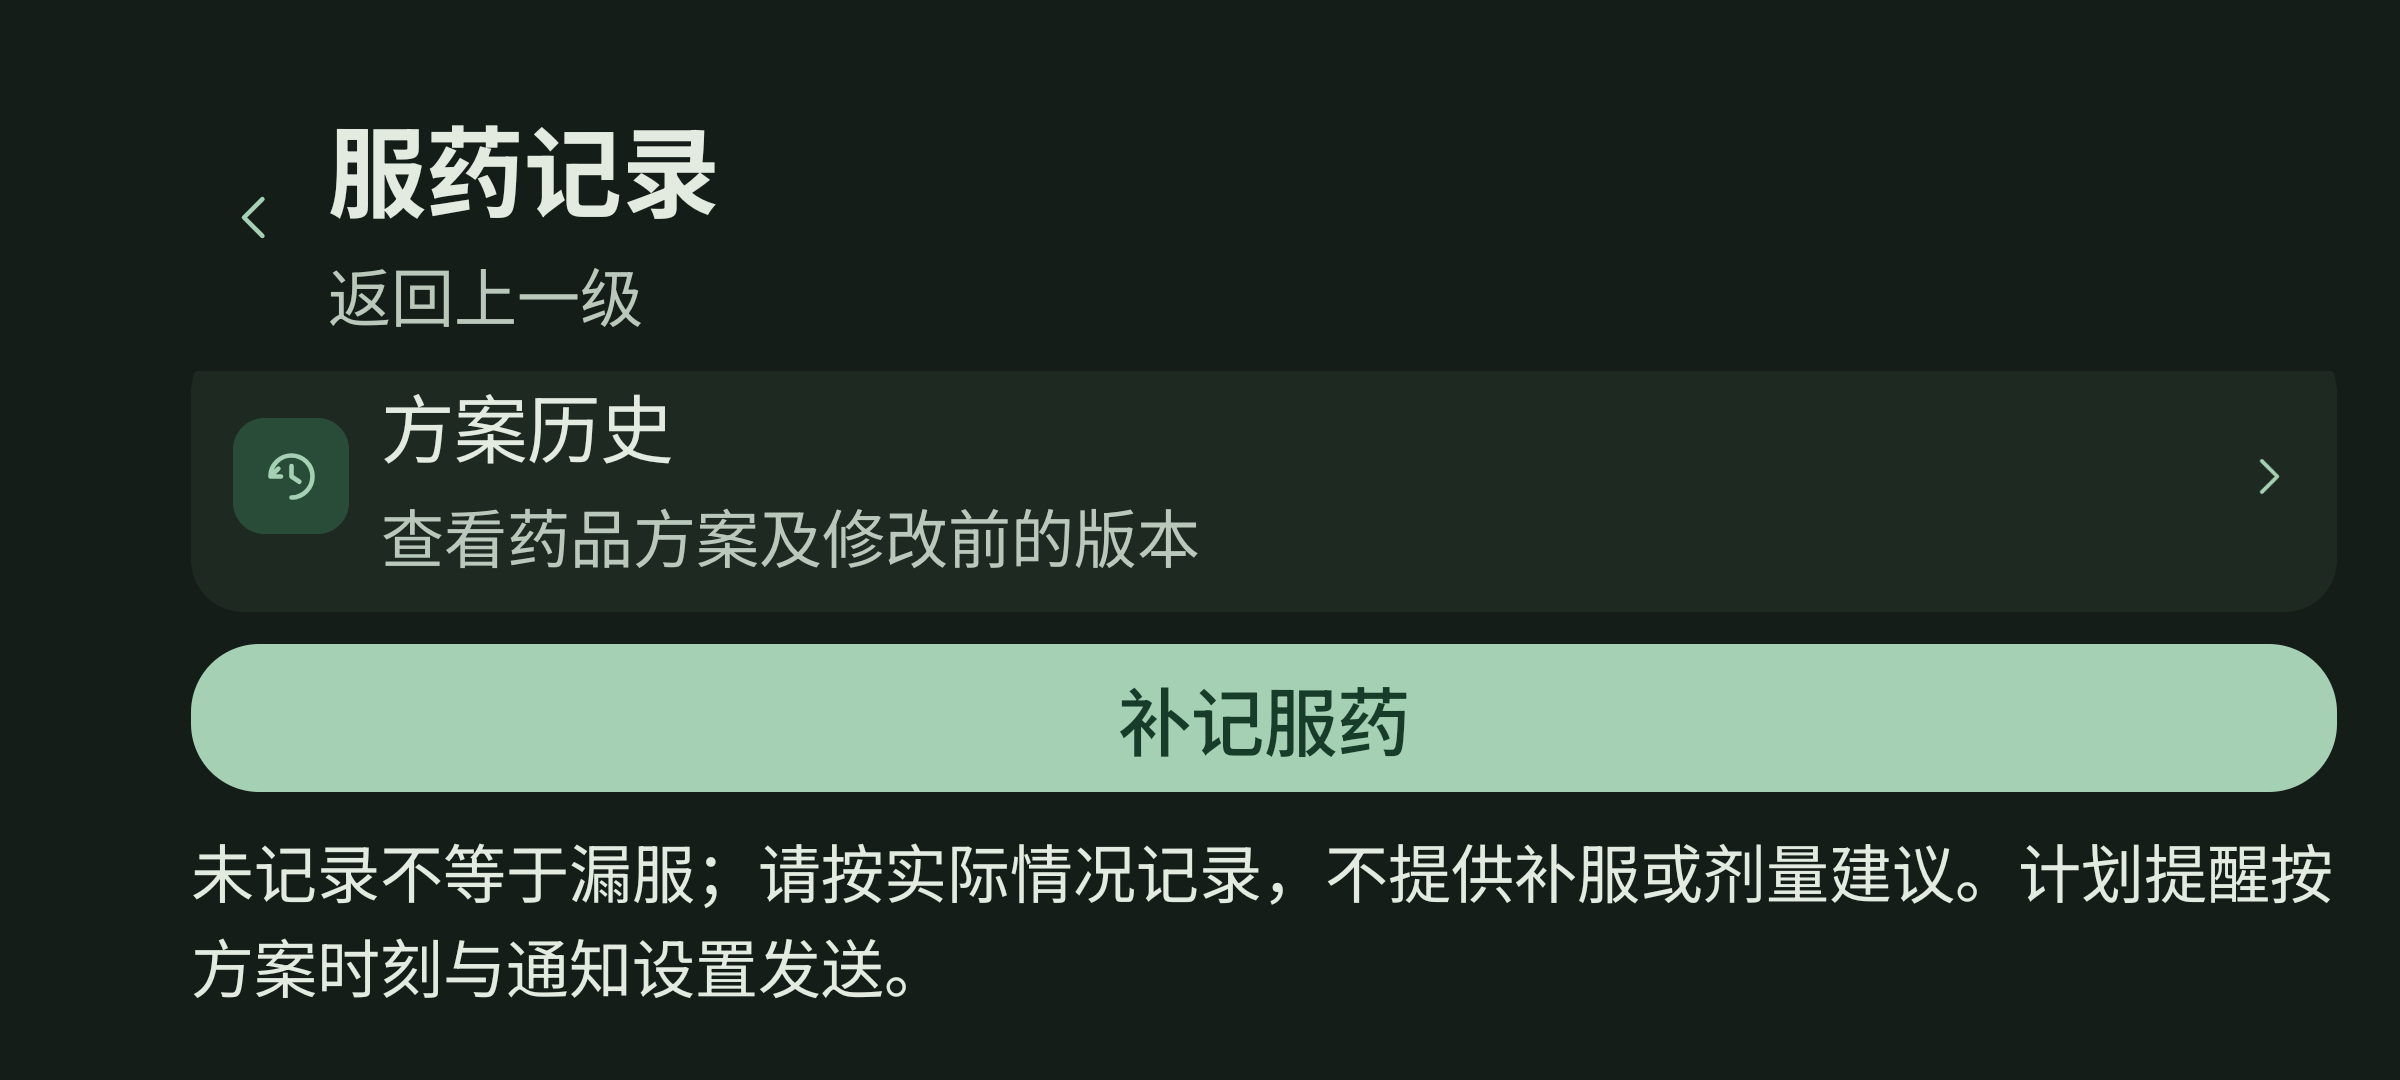 服药记录
返回上一级
方案历史
查看药品方案及修改前的版本
补记服药
未记录不等于漏服；请按实际情况记录，不提供补服或剂量建议。计划提醒按
方案时刻与通知设置发送。